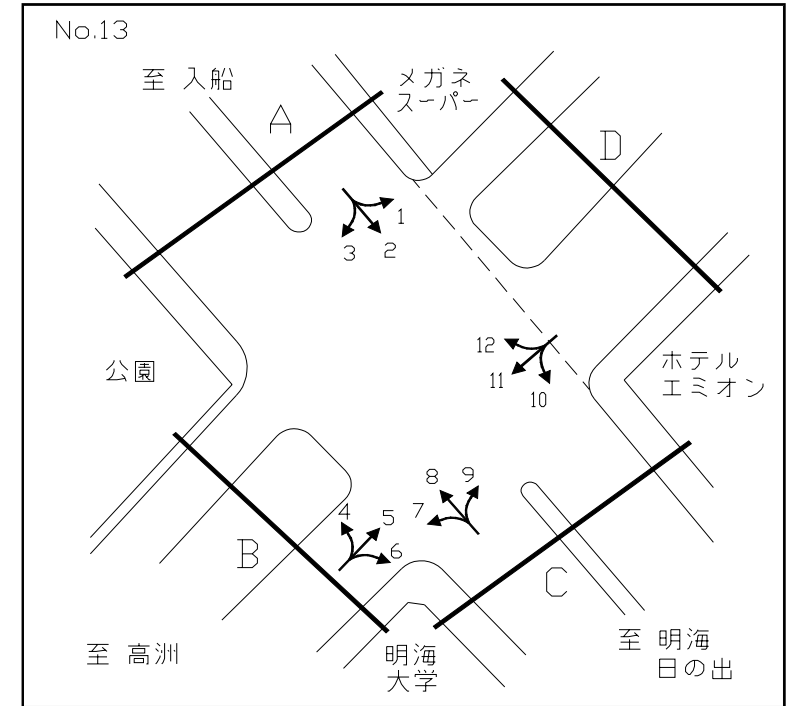 No.13
至 入船
メガネ
スーパー
A
D
1
2
3
12
11
10
公園
ホテル
エミオン
8
9
7
4
5
6
B
C
至 高洲
明海
大学
至 明海
日の出